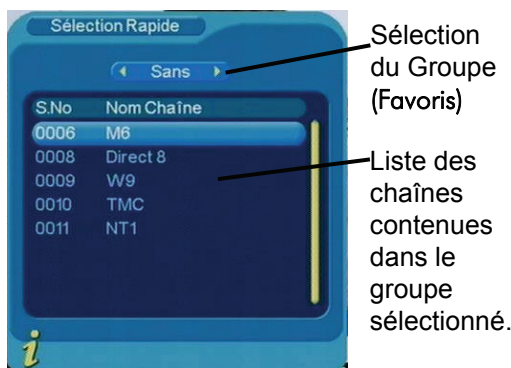 Sélection Rapide
Sans
S.No Nom Chaîne
0006 M6
0008 Direct 8
0009 W9
0010 TMC
0011 NT1
i
Sélection
du Groupe
(Favoris)
Liste des
chaînes
contenues
dans le
groupe
sélectionné.